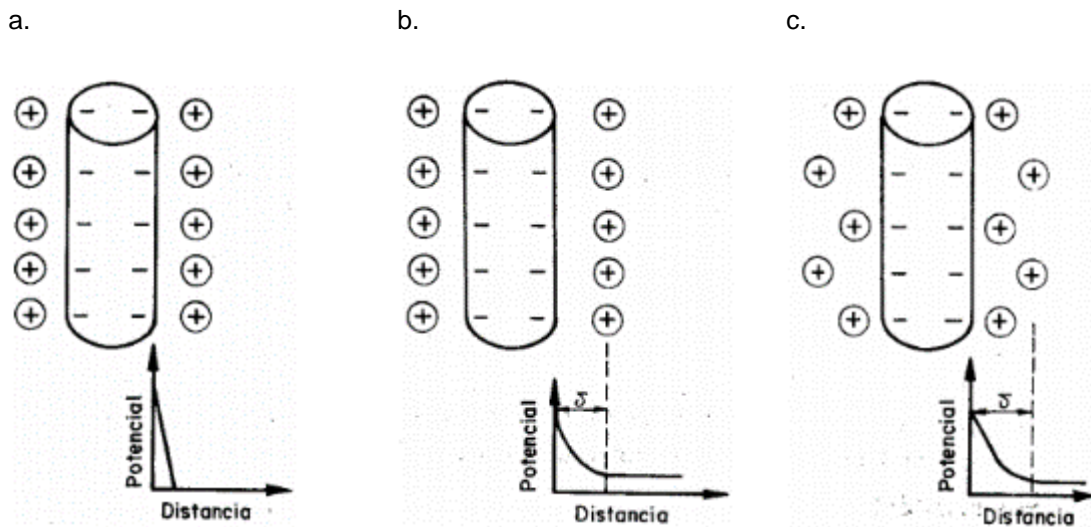 a.
b.
c.
Potencial
Distancia
Potencial
Distancia
Potencial
Distancia